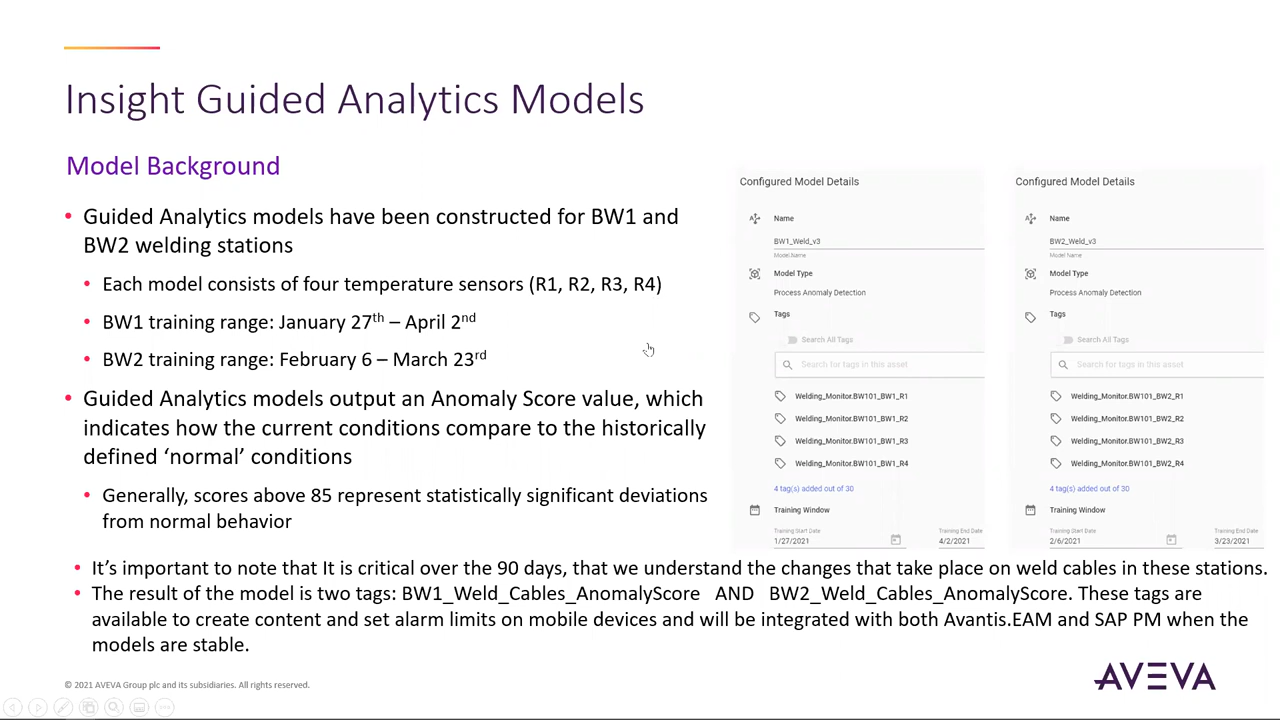 Insight Guided Analytics Models
Model Background
• Guided Analytics models have been constructed for BW1 and
BW2 welding stations
• Each model consists of four temperature sensors (R1, R2, R3, R4)
• BW1 training range: January 27th – April 2nd
• BW2 training range: February 6 – March 23rd
• Guided Analytics models output an Anomaly Score value, which
indicates how the current conditions compare to the historically
defined ‘normal’ conditions
• Generally, scores above 85 represent statistically significant deviations
from normal behavior
Configured Model Details
Name
BW1_Weld_v3
Model Name
Model Type
Process Anomaly Detection
Tags
Search All Tags
Search for tags in this asset
Welding_Monitor.BW101_BW1_R1
Welding_Monitor.BW101_BW1_R2
Welding_Monitor.BW101_BW1_R3
Welding_Monitor.BW101_BW1_R4
4 tag(s) added out of 30
Training Window
Training Start Date Training End Date
1/27/2021 4/2/2021
Configured Model Details
Name
BW2_Weld_v3
Model Name
Model Type
Process Anomaly Detection
Tags
Search All Tags
Search for tags in this asset
Welding_Monitor.BW101_BW2_R1
Welding_Monitor.BW101_BW2_R2
Welding_Monitor.BW101_BW2_R3
Welding_Monitor.BW101_BW2_R4
4 tag(s) added out of 30
Training Window
Training Start Date Training End Date
2/6/2021 3/23/2021
• It’s important to note that It is critical over the 90 days, that we understand the changes that take place on weld cables in these stations.
• The result of the model is two tags: BW1_Weld_Cables_AnomalyScore AND BW2_Weld_Cables_AnomalyScore. These tags are
available to create content and set alarm limits on mobile devices and will be integrated with both Avantis.EAM and SAP PM when the
models are stable.
© 2021 AVEVA Group plc and its subsidiaries. All rights reserved.
AVEVA